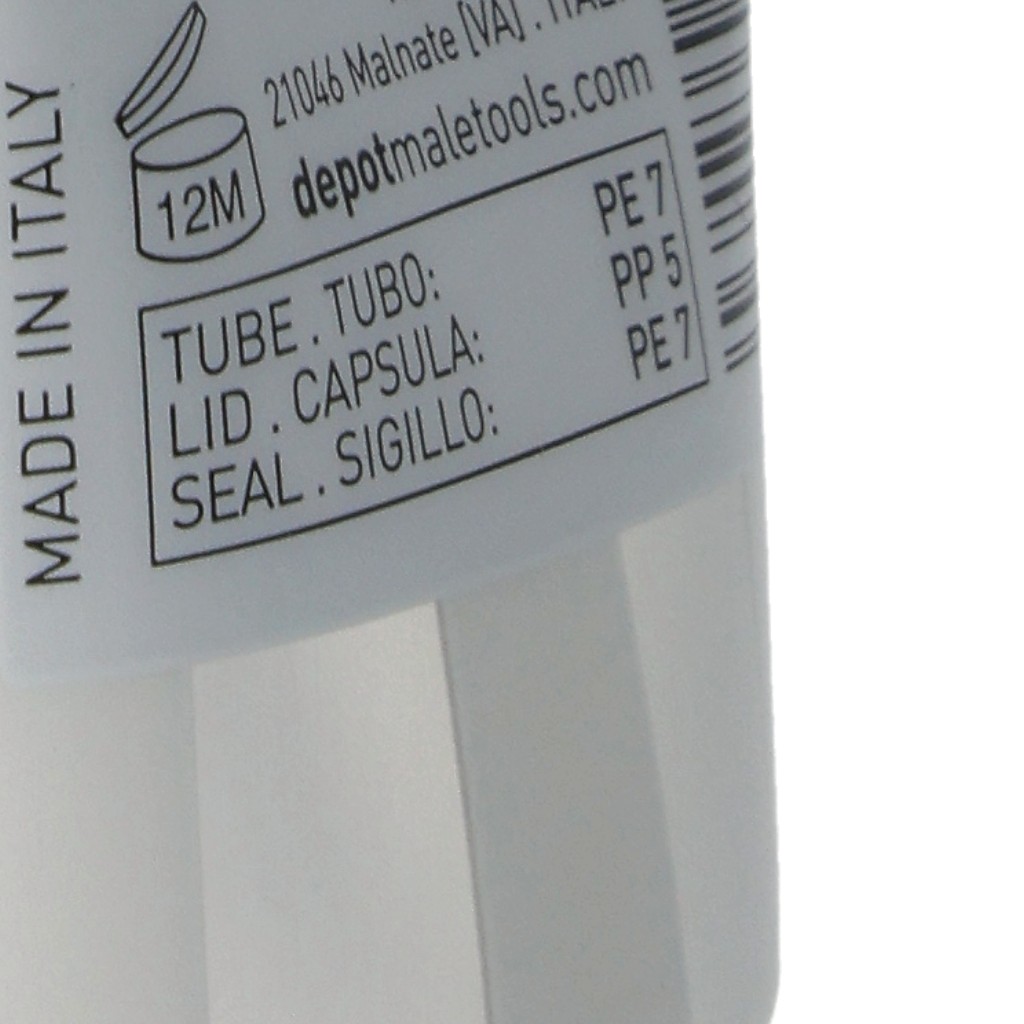 MADE IN ITALY
12M
21046 Malnate [VA] . ITALY
depotmaletools.com
TUBE . TUBO: PE 7
LID . CAPSULA: PP 5
SEAL . SIGILLO: PE 7